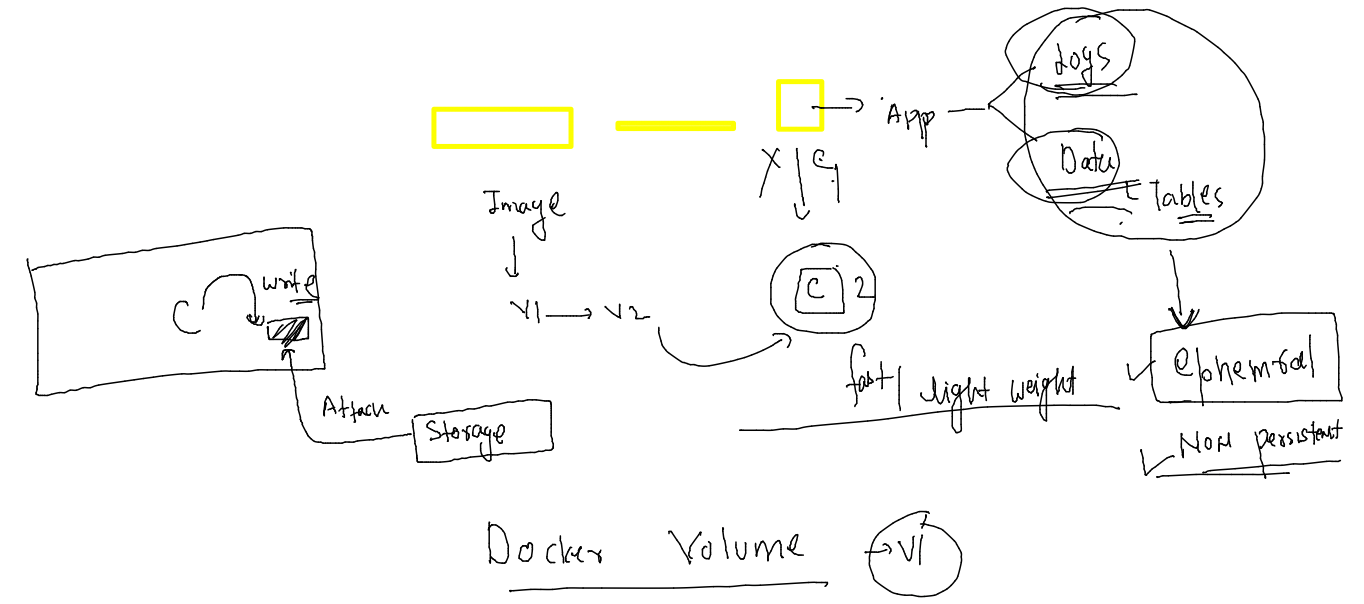 Logs
App
Data
Tables
X C1
Image
write
C
C 2
V1 → V2
ephemral
fast / light weight
Attach
Storage
Non persistent
Docker Volume → V1